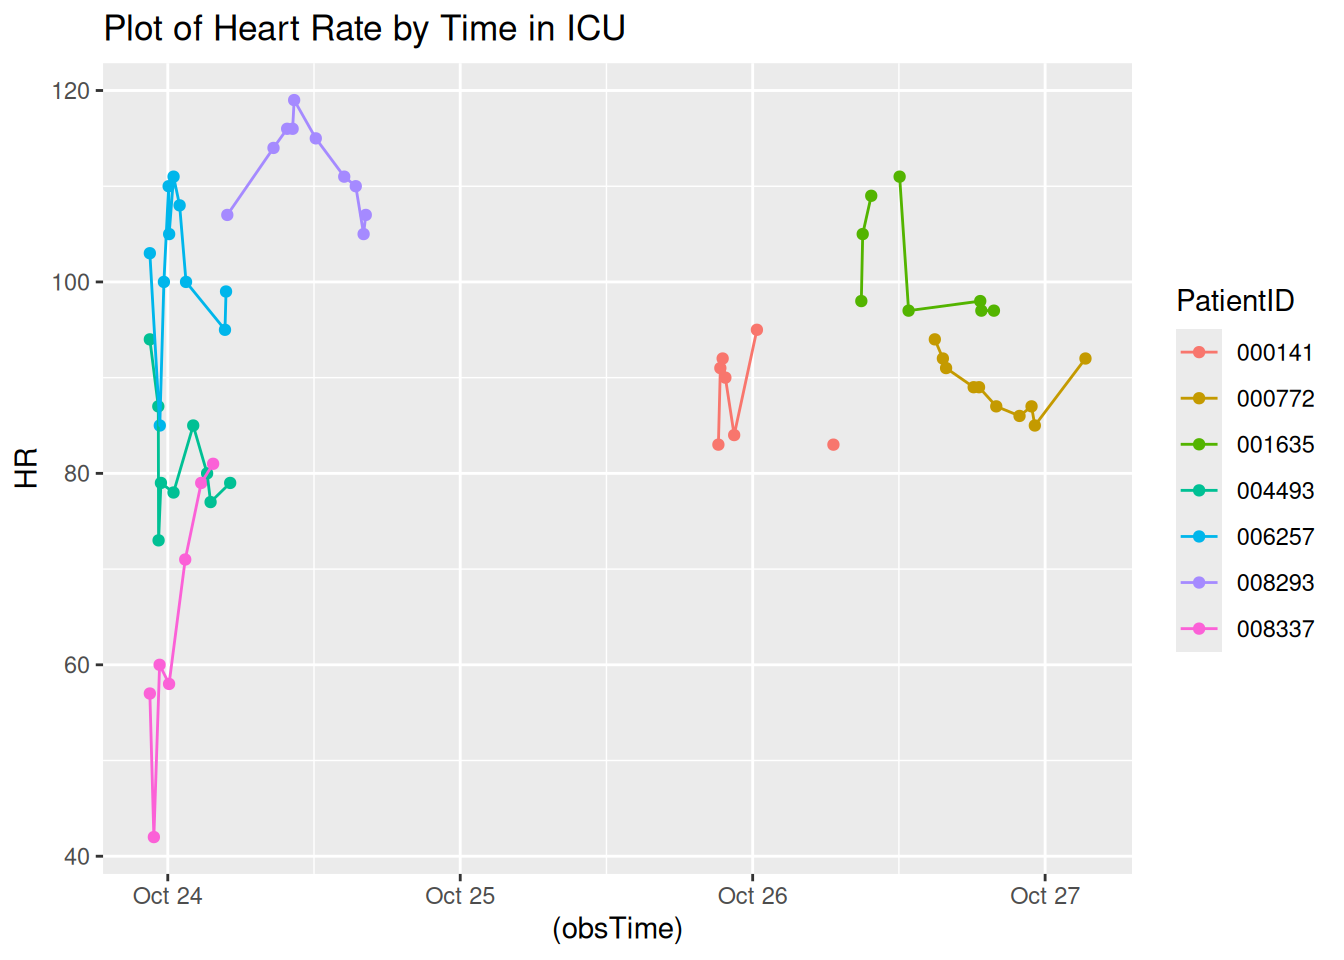 Plot of Heart Rate by Time in ICU
120
100
80
60
40
HR
Oct 24
Oct 25
Oct 26
Oct 27
(obsTime)
PatientID
000141
000772
001635
004493
006257
008293
008337